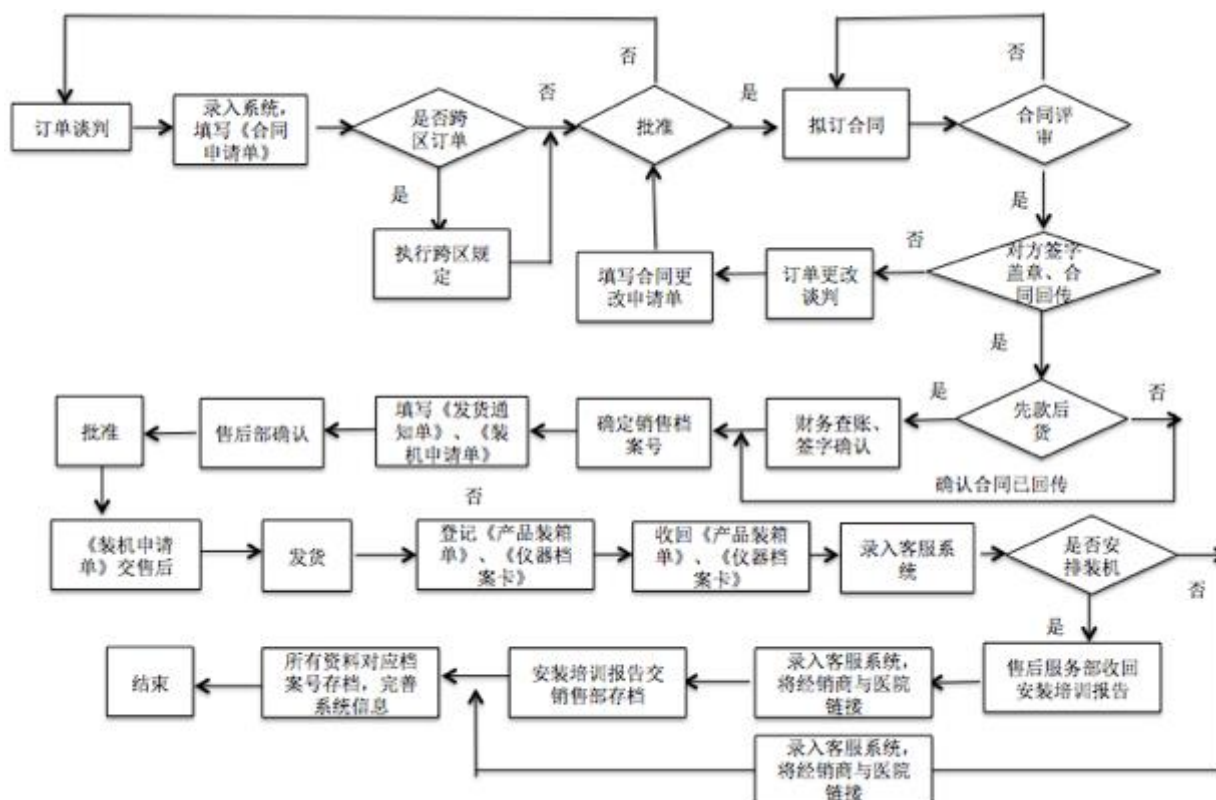 否
否
订单谈判
录入系统，
填写《合同
申请单》
是否跨
区订单
否
批准
是
拟订合同
合同评
审
是
执行跨区规
定
填写合同更
改申请单
订单更改
谈判
否
是
对方签字
盖章、合
同回传
是
批准
售后部确认
填写《发货通
知单》、《装
机申请单》
确定销售档
案号
财务查账、
签字确认
是
先款后
货
否
确认合同已回传
否
《装机申请
单》交售后
发货
登记《产品装箱
单》、《仪器档
案卡》
收回《产品装箱
单》、《仪器档
案卡》
录入客服系
统
是否安
排装机
否
是
结束
所有资料对应档
案号存档，完善
系统信息
安装培训报告交
销售部存档
录入客服系统，
将经销商与医院
链接
售后服务部收回
安装培训报告
录入客服系统，
将经销商与医院
链接